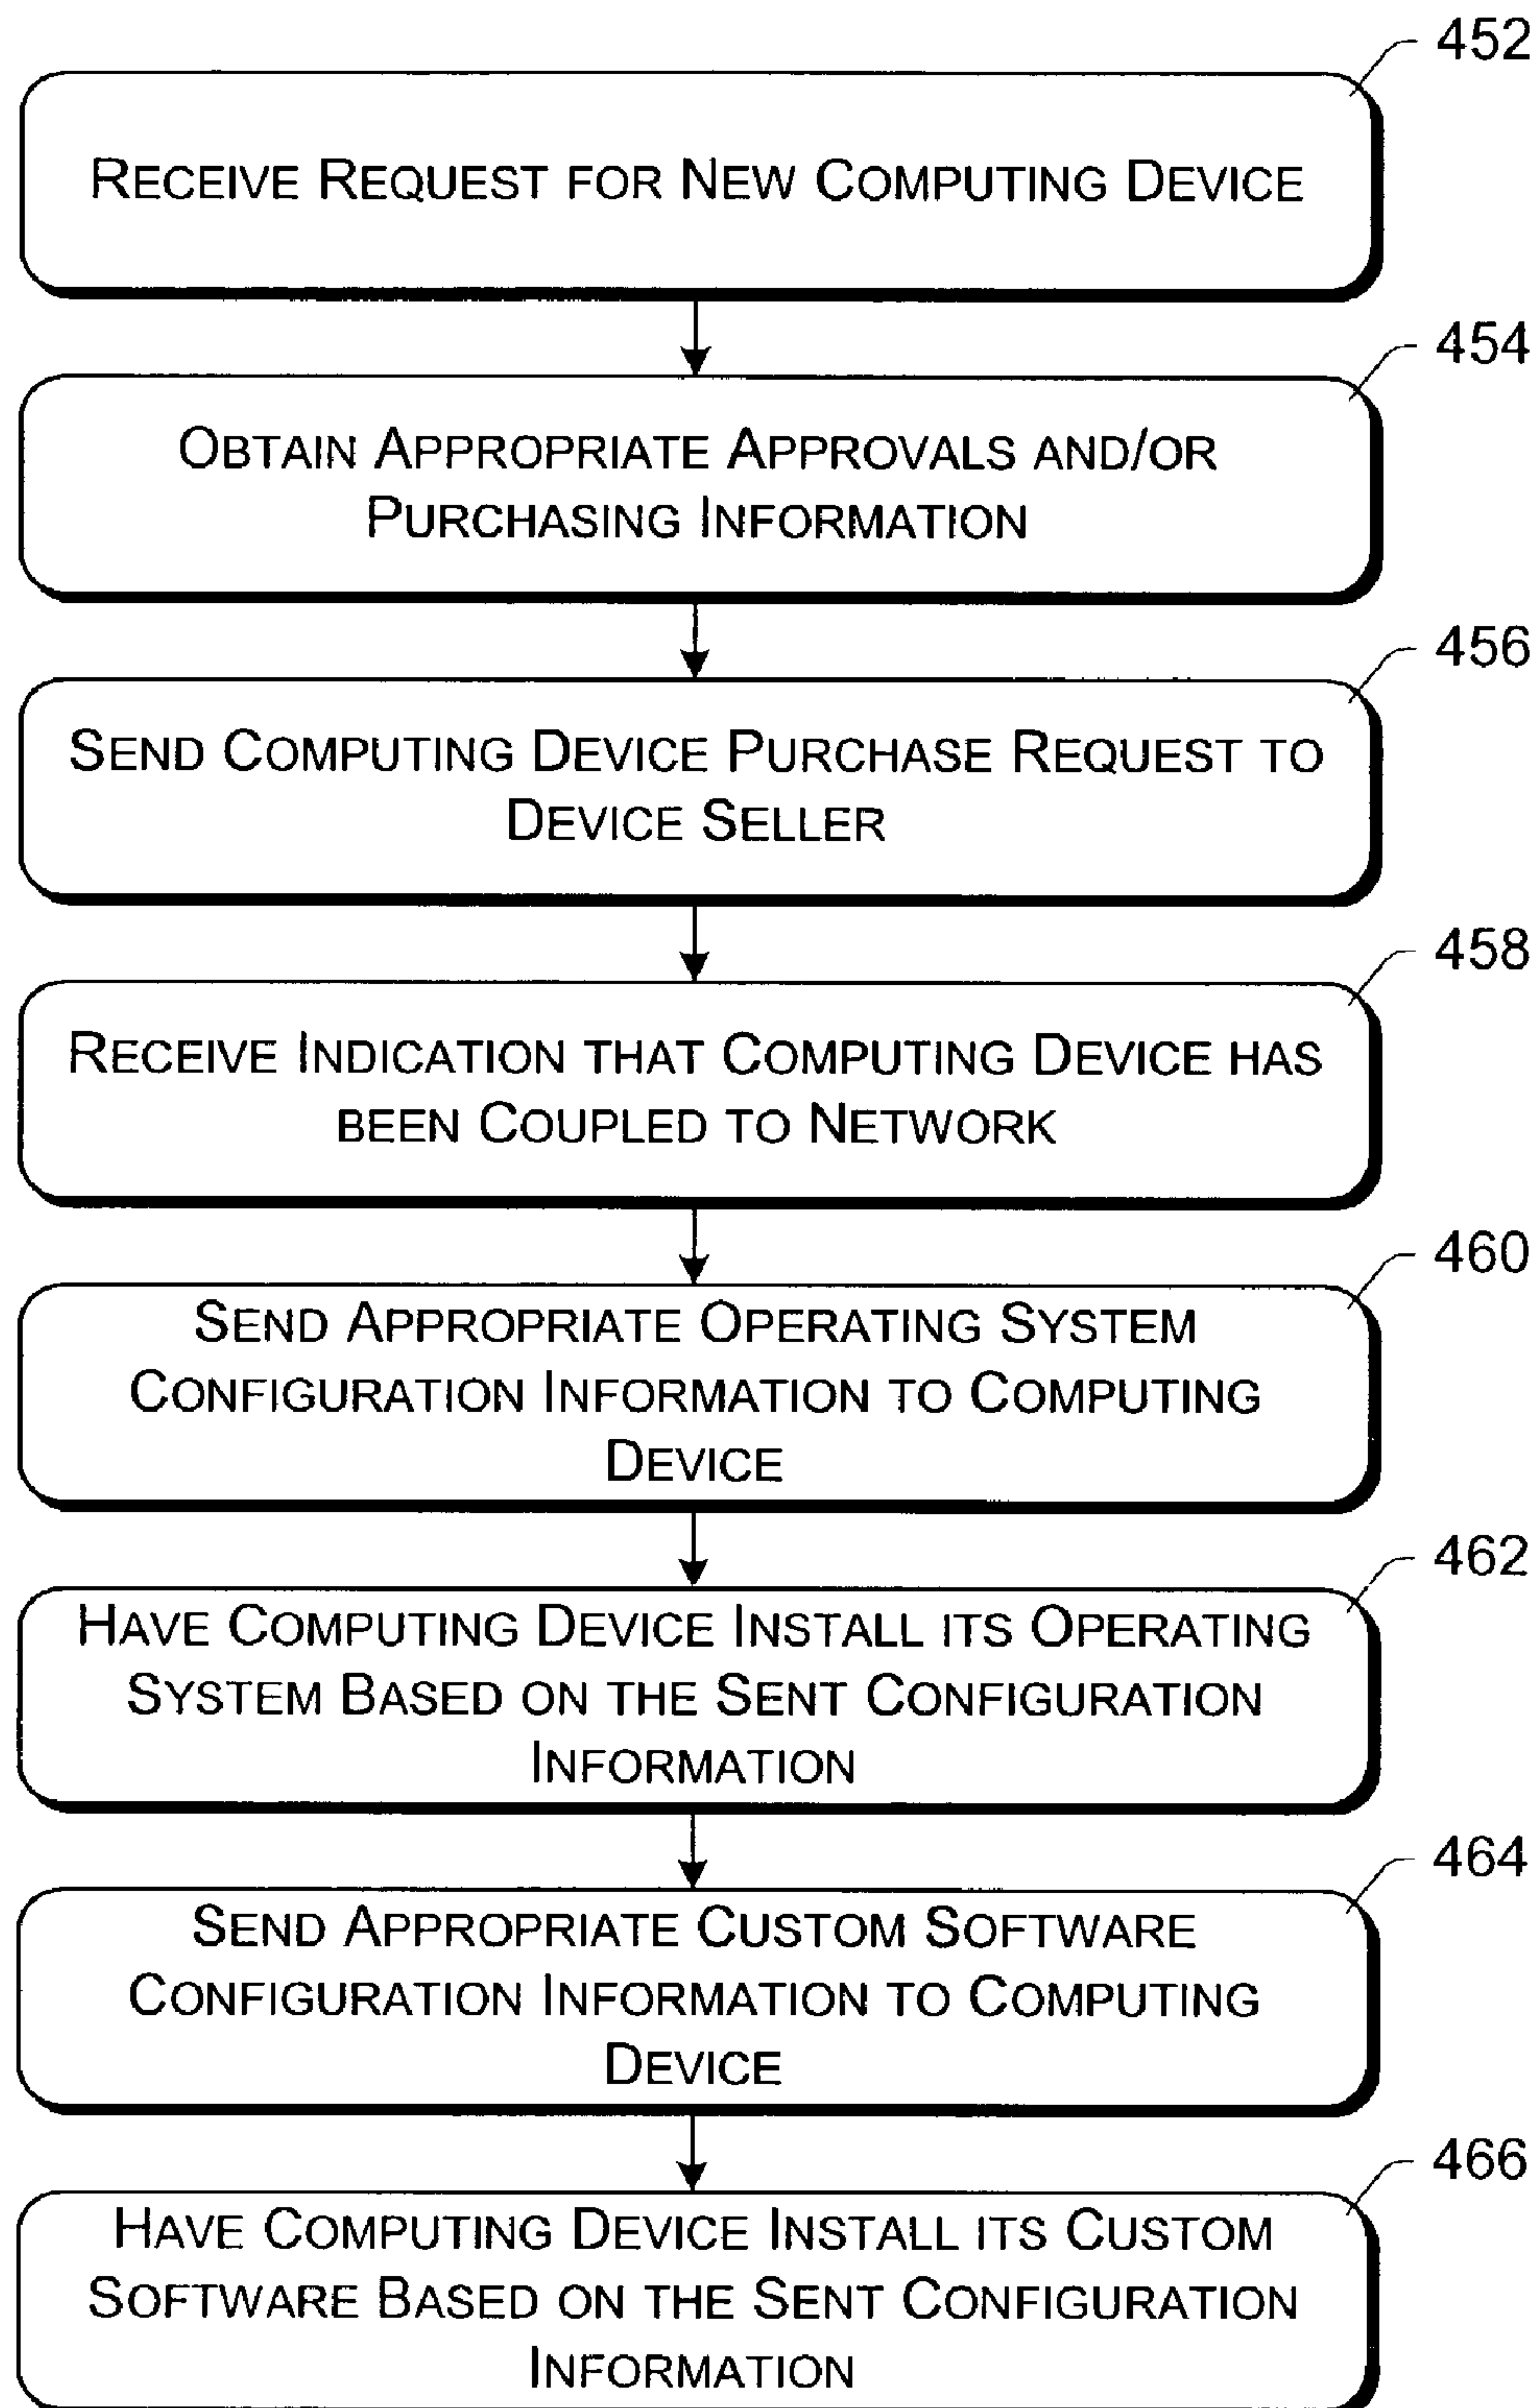 452
RECEIVE REQUEST FOR NEW COMPUTING DEVICE
454
OBTAIN APPROPRIATE APPROVALS AND/OR
PURCHASING INFORMATION
456
SEND COMPUTING DEVICE PURCHASE REQUEST TO
DEVICE SELLER
458
RECEIVE INDICATION THAT COMPUTING DEVICE HAS
BEEN COUPLED TO NETWORK
460
SEND APPROPRIATE OPERATING SYSTEM
CONFIGURATION INFORMATION TO COMPUTING
DEVICE
462
HAVE COMPUTING DEVICE INSTALL ITS OPERATING
SYSTEM BASED ON THE SENT CONFIGURATION
INFORMATION
464
SEND APPROPRIATE CUSTOM SOFTWARE
CONFIGURATION INFORMATION TO COMPUTING
DEVICE
466
HAVE COMPUTING DEVICE INSTALL ITS CUSTOM
SOFTWARE BASED ON THE SENT CONFIGURATION
INFORMATION